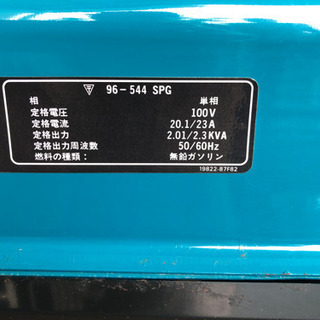 96-544 SPG
相 単相
定格電圧 100V
定格電流 20.1/23A
定格出力 2.01/2.3KVA
定格出力周波数 50/60Hz
燃料の種類: 無鉛ガソリン
19822-87F82